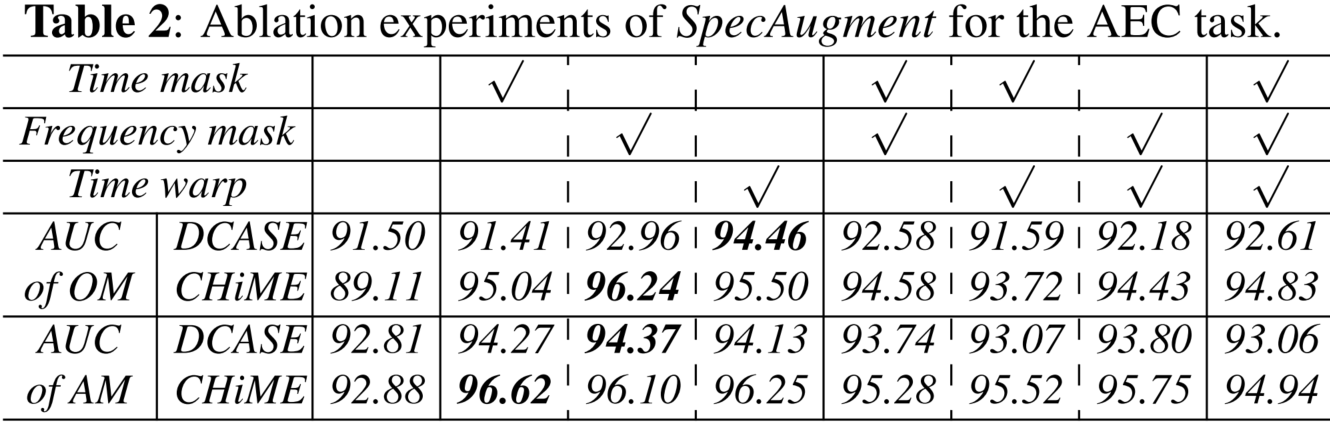 Table 2: Ablation experiments of SpecAugment for the AEC task.
Time mask √ √ √ √
Frequency mask √ √ √ √
Time warp √ √ √ √
AUC DCASE 91.50 91.41 92.96 94.46 92.58 91.59 92.18 92.61
of OM CHiME 89.11 95.04 96.24 95.50 94.58 93.72 94.43 94.83
AUC DCASE 92.81 94.27 94.37 94.13 93.74 93.07 93.80 93.06
of AM CHiME 92.88 96.62 96.10 96.25 95.28 95.52 95.75 94.94